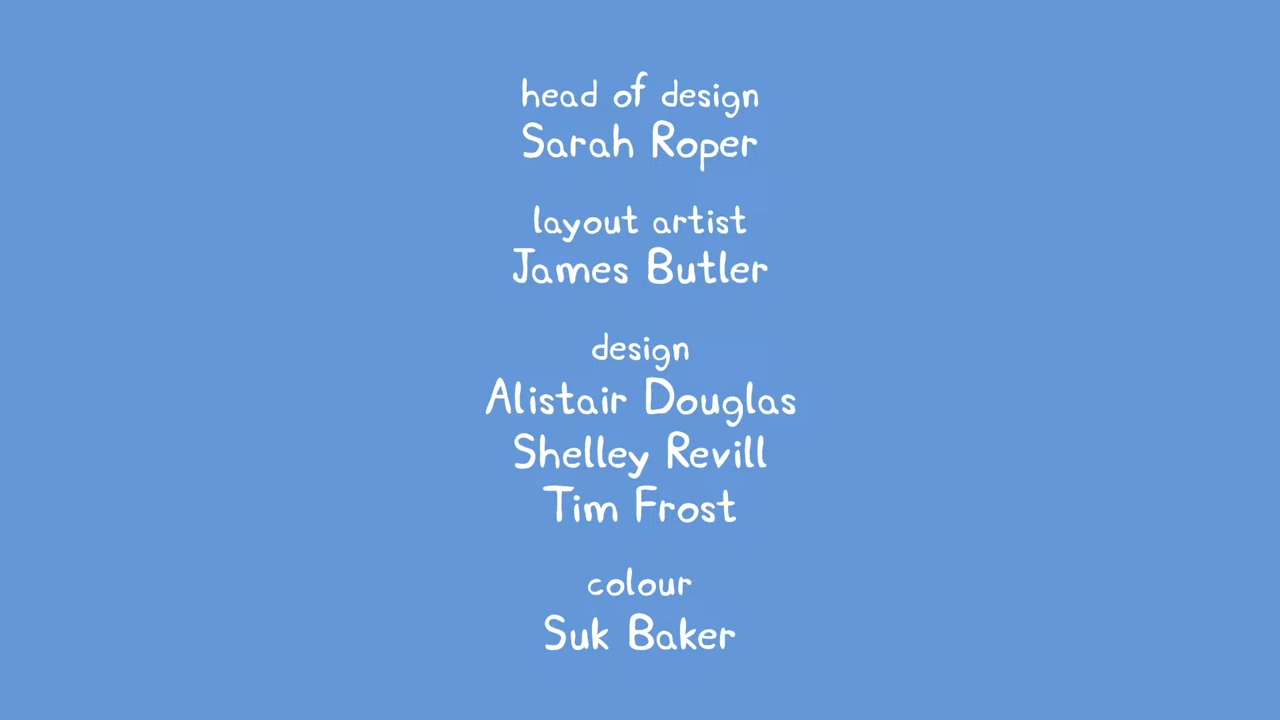 head of design
Sarah Roper
layout artist
James Butler
design
Alistair Douglas
Shelley Revill
Tim Frost
colour
Suk Baker